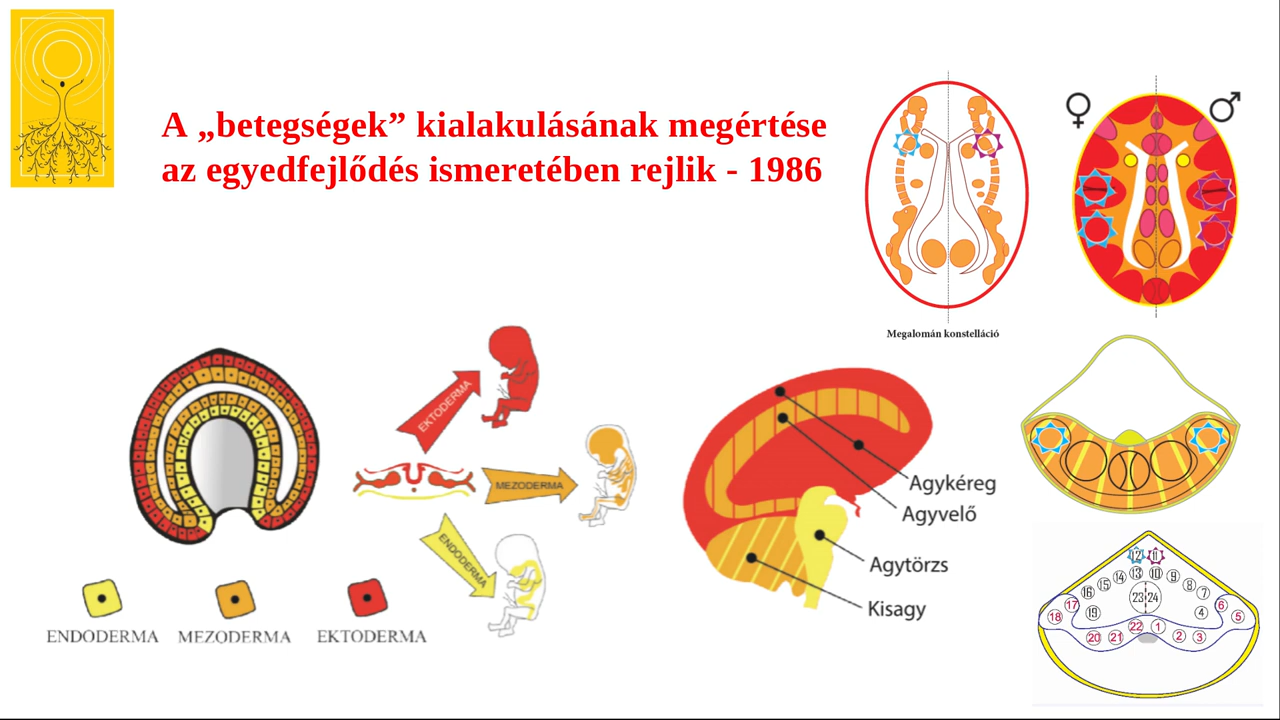 A „betegségek” kialakulásának megértése
az egyedfejlődés ismeretében rejlik - 1986
♀
♂
Megalomán konstelláció
EKTODERMA
MEZODERMA
ENDODERMA
Agykéreg
Agyvelő
Agytörzs
Kisagy
ENDODERMA MEZODERMA EKTODERMA
12 11
13 10
14 9
15 8
16 7
17 6
18 5
19 4
23 24
22 1
21 2
20 3